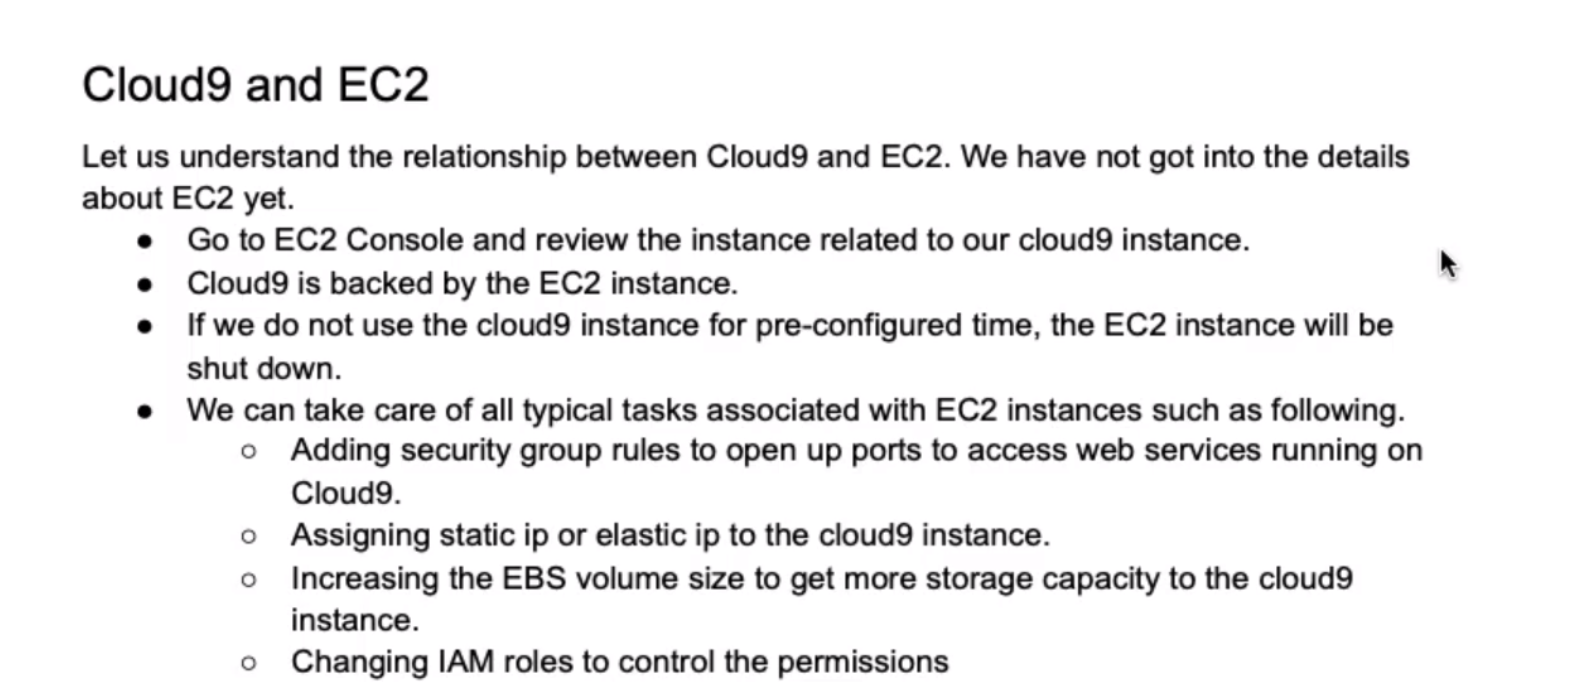 Cloud9 and EC2
Let us understand the relationship between Cloud9 and EC2. We have not got into the details
about EC2 yet.
● Go to EC2 Console and review the instance related to our cloud9 instance.
● Cloud9 is backed by the EC2 instance.
● If we do not use the cloud9 instance for pre-configured time, the EC2 instance will be
shut down.
● We can take care of all typical tasks associated with EC2 instances such as following.
○ Adding security group rules to open up ports to access web services running on
Cloud9.
○ Assigning static ip or elastic ip to the cloud9 instance.
○ Increasing the EBS volume size to get more storage capacity to the cloud9
instance.
○ Changing IAM roles to control the permissions